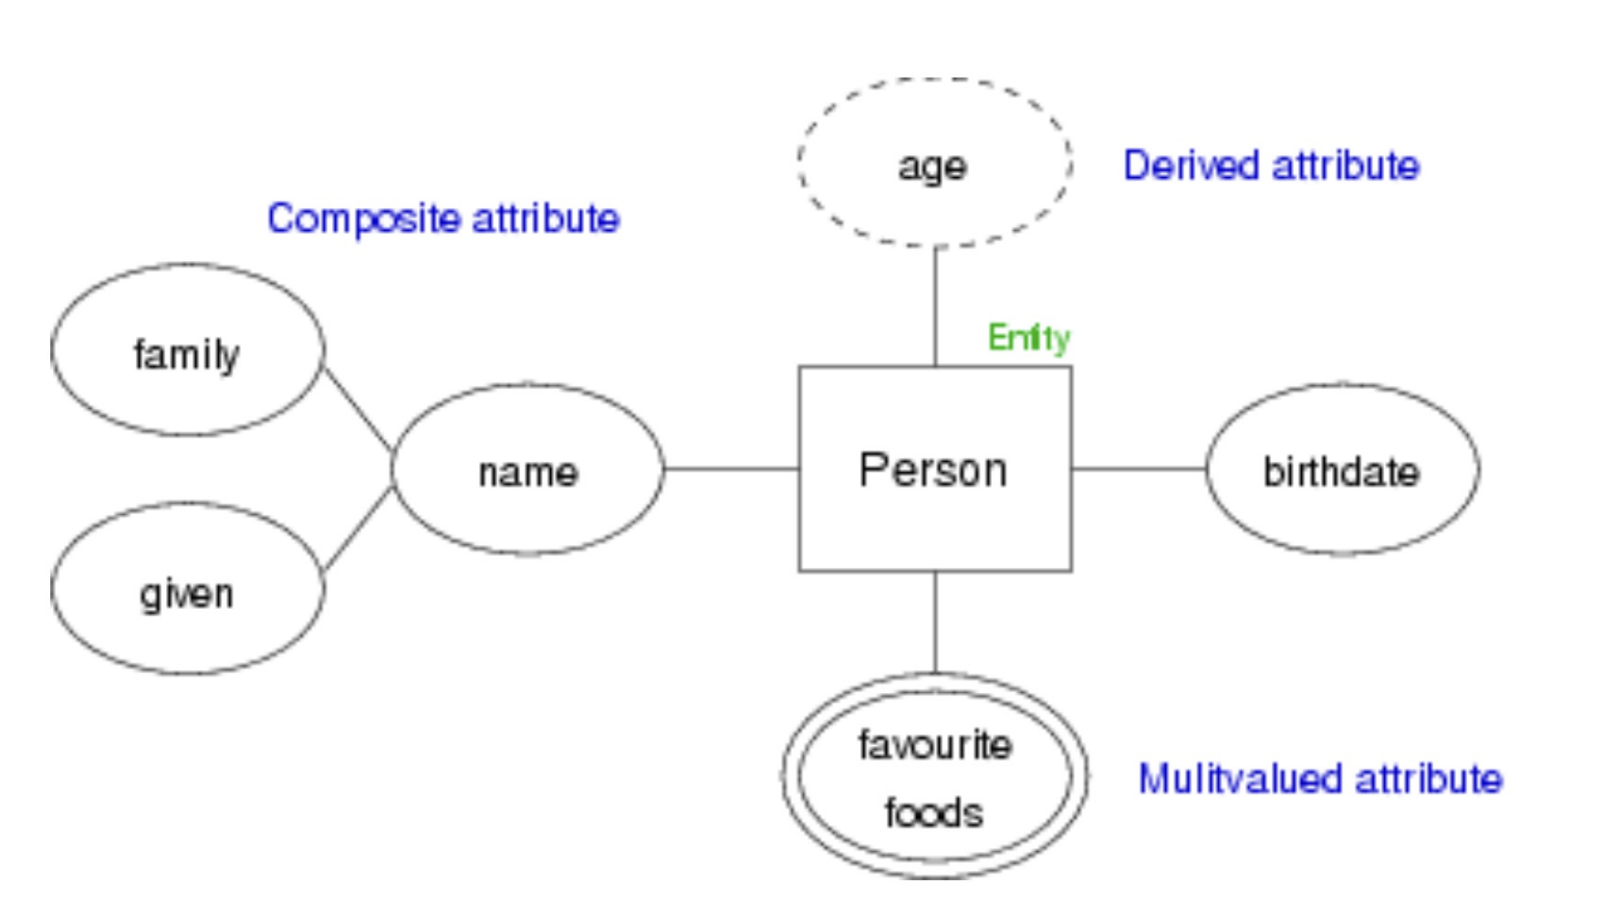 age
Derived attribute
Composite attribute
family
Entity
name
Person
birthdate
given
favourite
foods
Mulitvalued attribute